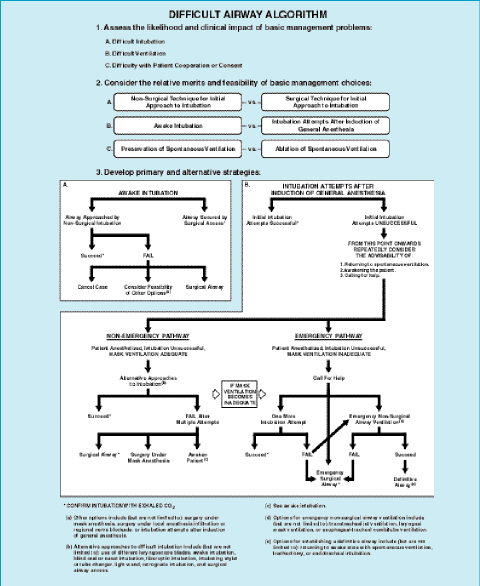 DIFFICULT AIRWAY ALGORITHM
1. Assess the likelihood and clinical impact of basic management problems:
A. Difficult Intubation
B. Difficult Ventilation
C. Difficulty with Patient Cooperation or Consent
2. Consider the relative merits and feasibility of basic management choices:
A.
Non-Surgical Technique for Initial
Approach to Intubation
vs.
Surgical Technique for Initial
Approach to Intubation
B.
Awake Intubation
vs.
Intubation Attempts After Induction of
General Anesthesia
C.
Preservation of Spontaneous Ventilation
vs.
Ablation of Spontaneous Ventilation
3. Develop primary and alternative strategies:
A.
AWAKE INTUBATION
Airway Approached by
Non-Surgical Intubation
Airway Secured by
Surgical Access*
Succeed*
FAIL
Cancel Case
Consider Feasibility
of Other Options(a)
Surgical Airway
B.
INTUBATION ATTEMPTS AFTER
INDUCTION OF GENERAL ANESTHESIA
Initial Intubation
Attempts Successful*
Initial Intubation
Attempts UNSUCCESSFUL
FROM THIS POINT ONWARDS
REPEATEDLY CONSIDER
THE ADVISABILITY OF:
1. Returning to spontaneous ventilation.
2. Awakening the patient.
3. Calling for help.
NON-EMERGENCY PATHWAY
Patient Anesthetized, Intubation Unsuccessful,
MASK VENTILATION ADEQUATE
Alternative Approaches
to Intubation(b)
Succeed*
FAIL After
Multiple Attempts
Surgical Airway*
Surgery Under
Mask Anesthesia
Awaken
Patient(c)
IF MASK
VENTILATION
BECOMES
INADEQUATE
EMERGENCY PATHWAY
Patient Anesthetized, Intubation Unsuccessful,
MASK VENTILATION INADEQUATE
Call For Help
One More
Intubation Attempt
Emergency Non-Surgical
Airway Ventilation(d)
Succeed*
FAIL
FAIL
Succeed
Emergency
Surgical
Airway*
Definitive
Airway(e)
* CONFIRM INTUBATION WITH EXHALED CO2
(a) Other options include (but are not limited to): surgery under
mask anesthesia, surgery under local anesthesia infiltration or
regional nerve blockade, or intubation attempts after induction
of general anesthesia.
(b) Alternative approaches to difficult intubation include (but are not
limited to): use of different laryngoscope blades, awake intubation,
blind oral or nasal intubation, fiberoptic intubation, intubating stylet
or tube changer, light wand, retrograde intubation, and surgical
airway access.
(c) See awake intubation.
(d) Options for emergency non-surgical airway ventilation include
(but are not limited to): transtracheal jet ventilation, laryngeal
mask ventilation, or esophageal-tracheal combitube ventilation.
(e) Options for establishing a definitive airway include (but are not
limited to): returning to awake state with spontaneous ventilation,
tracheotomy, or endotracheal intubation.